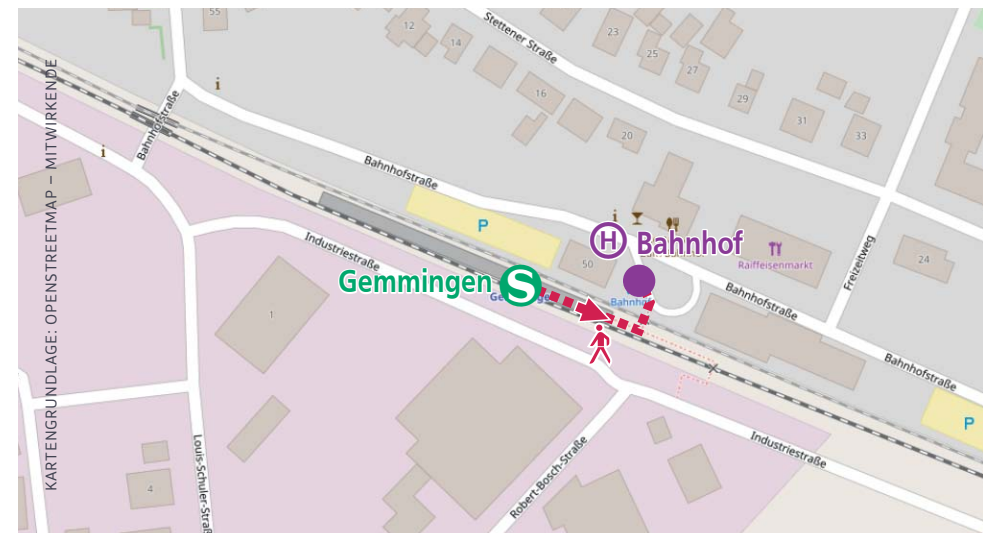 55
12
14
Stettener Straße
23
25
27
16
29
31
33
20
i
i
Bahnhofstraße
Bahnhofstraße
P
i
H Bahnhof
50
Raiffeisenmarkt
Freizeitweg
24
Industriestraße
Gemmingen S
Bahnhof
Bahnhofstraße
1
Bahnhofstraße
P
Industriestraße
Robert-Bosch-Straße
Louis-Schuler-Straß
4
KARTENGRUNDLAGE: OPENSTREETMAP – MITWIRKENDE